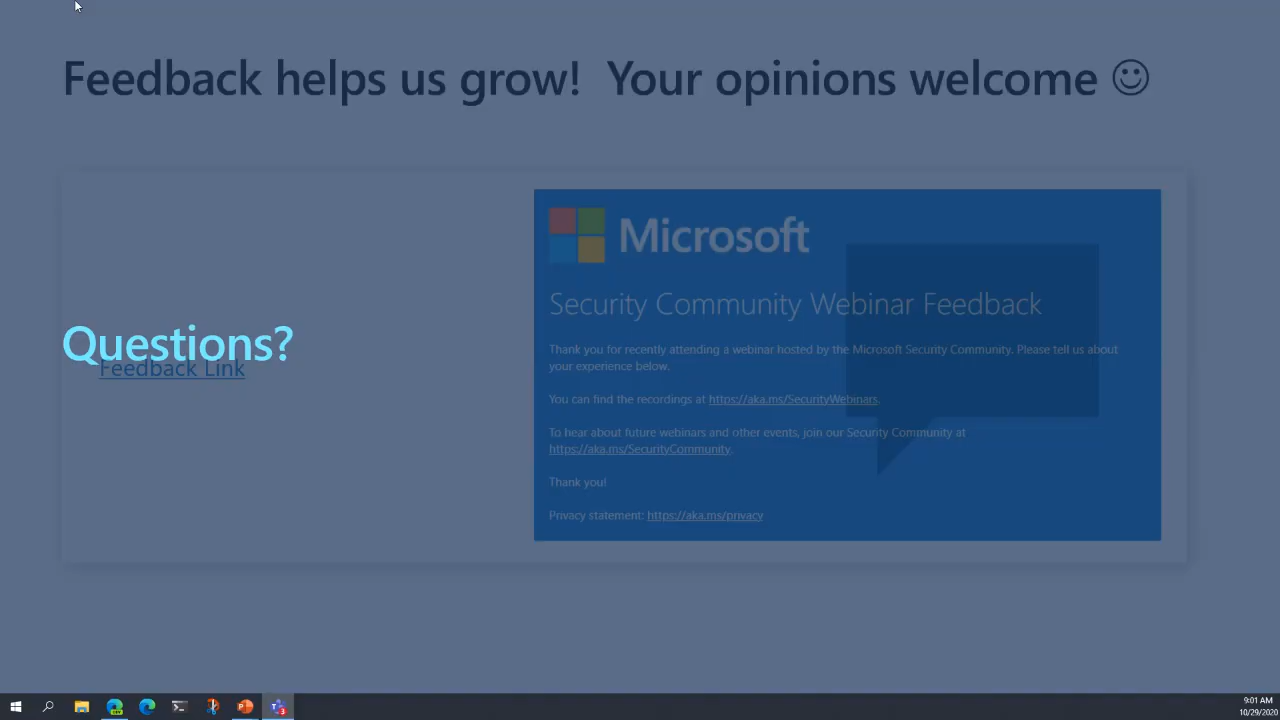 Feedback helps us grow! Your opinions welcome ☺
Microsoft
Security Community Webinar Feedback
Questions?
Feedback Link
Thank you for recently attending a webinar hosted by the Microsoft Security Community. Please tell us about
your experience below.
You can find the recordings at https://aka.ms/SecurityWebinars.
To hear about future webinars and other events, join our Security Community at
https://aka.ms/SecurityCommunity.
Thank you!
Privacy statement: https://aka.ms/privacy
9:01 AM
10/29/2020